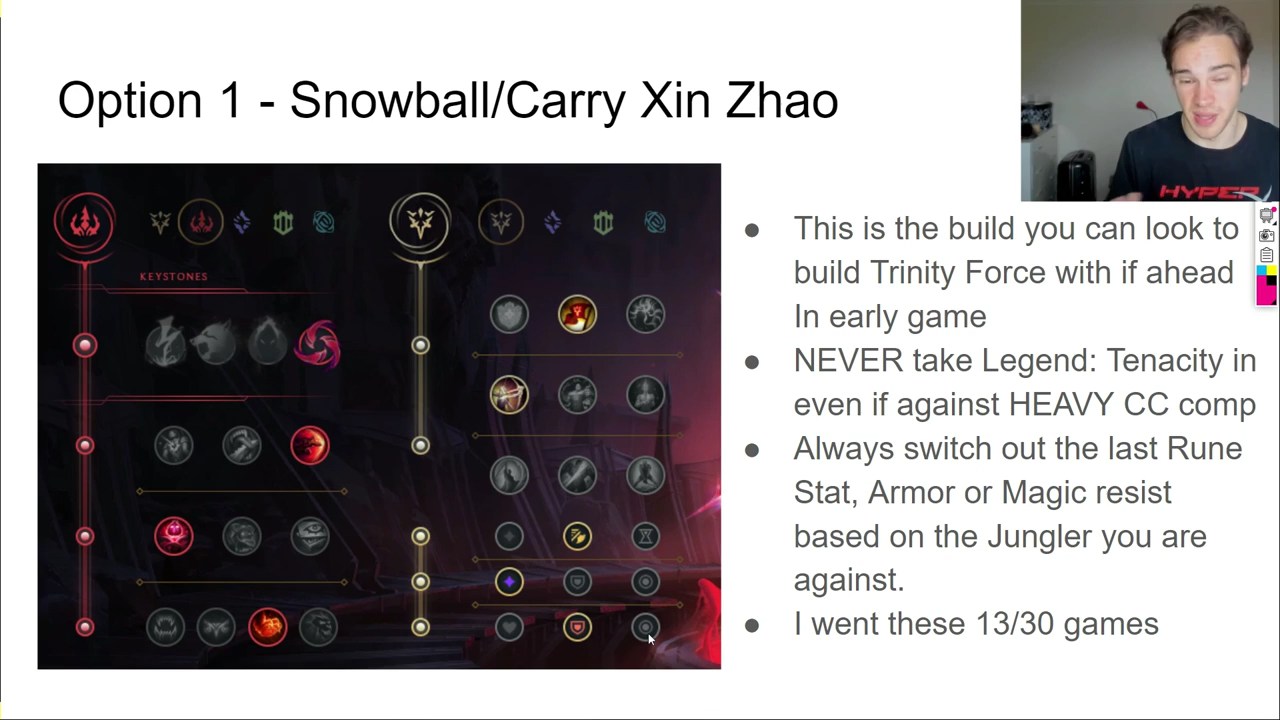 Option 1 - Snowball/Carry Xin Zhao
KEYSTONES
HYPER
● This is the build you can look to
build Trinity Force with if ahead
In early game
● NEVER take Legend: Tenacity in
even if against HEAVY CC comp
● Always switch out the last Rune
Stat, Armor or Magic resist
based on the Jungler you are
against.
● I went these 13/30 games